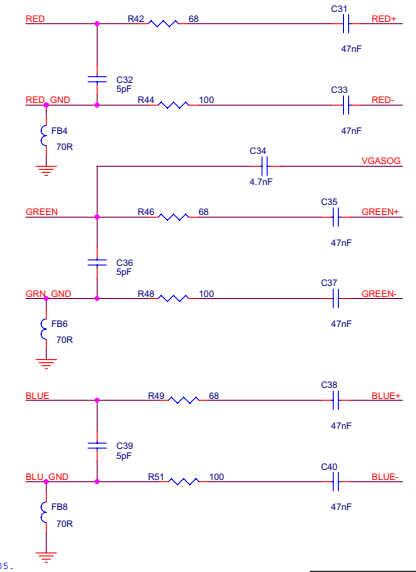 C31
RED R42 68 RED+
47nF
C32
5pF
C33
RED_GND R44 100 RED-
47nF
FB4
70R
C34
VGASOG
4.7nF
C35
GREEN R46 68 GREEN+
47nF
C36
5pF
C37
GRN_GND R48 100 GREEN-
47nF
FB6
70R
C38
BLUE R49 68 BLUE+
47nF
C39
5pF
C40
BLU_GND R51 100 BLUE-
47nF
FB8
70R
05.